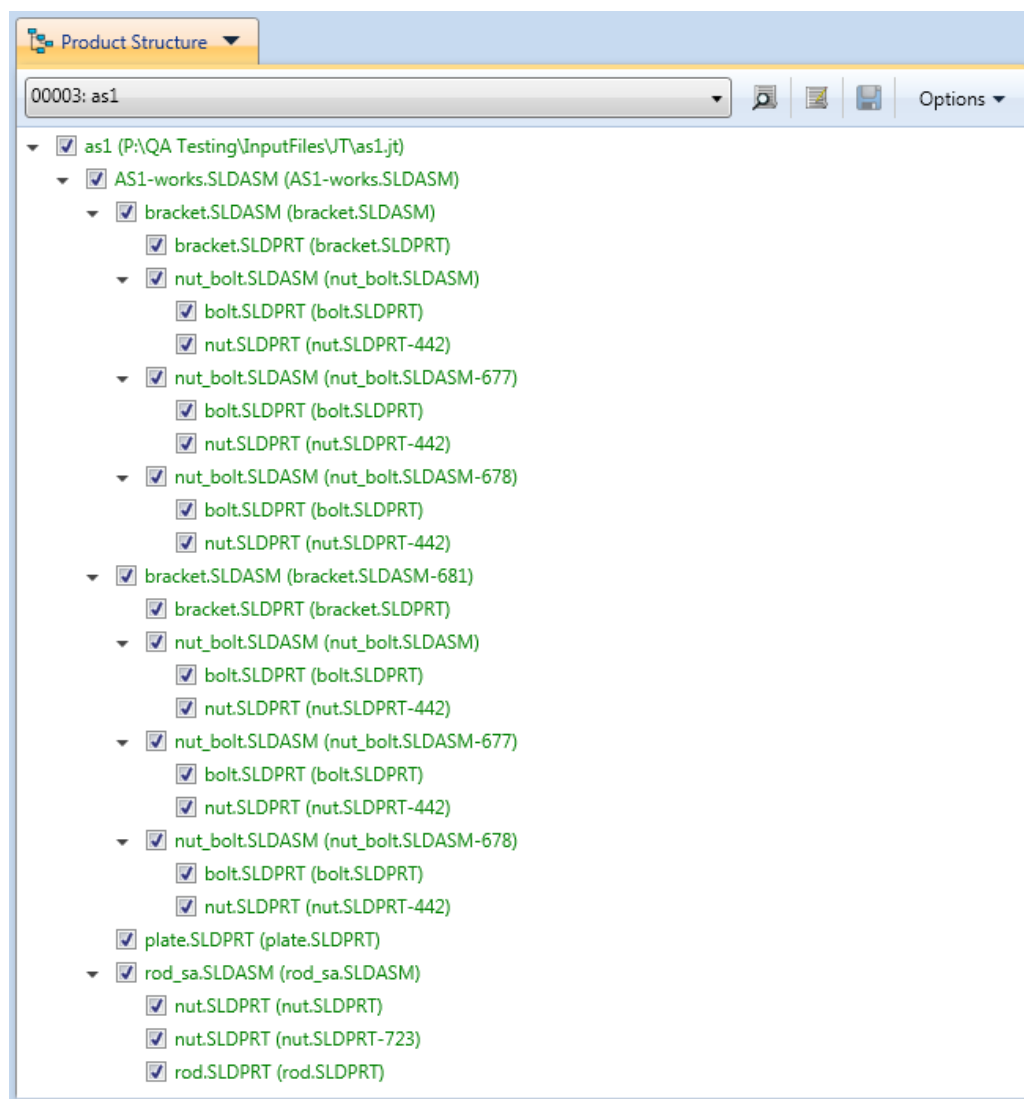 Product Structure
00003: as1
Options
as1 (P:\QA Testing\InputFiles\JT\as1.jt)
AS1-works.SLDASM (AS1-works.SLDASM)
bracket.SLDASM (bracket.SLDASM)
bracket.SLDPRT (bracket.SLDPRT)
nut_bolt.SLDASM (nut_bolt.SLDASM)
bolt.SLDPRT (bolt.SLDPRT)
nut.SLDPRT (nut.SLDPRT-442)
nut_bolt.SLDASM (nut_bolt.SLDASM-677)
bolt.SLDPRT (bolt.SLDPRT)
nut.SLDPRT (nut.SLDPRT-442)
nut_bolt.SLDASM (nut_bolt.SLDASM-678)
bolt.SLDPRT (bolt.SLDPRT)
nut.SLDPRT (nut.SLDPRT-442)
bracket.SLDASM (bracket.SLDASM-681)
bracket.SLDPRT (bracket.SLDPRT)
nut_bolt.SLDASM (nut_bolt.SLDASM)
bolt.SLDPRT (bolt.SLDPRT)
nut.SLDPRT (nut.SLDPRT-442)
nut_bolt.SLDASM (nut_bolt.SLDASM-677)
bolt.SLDPRT (bolt.SLDPRT)
nut.SLDPRT (nut.SLDPRT-442)
nut_bolt.SLDASM (nut_bolt.SLDASM-678)
bolt.SLDPRT (bolt.SLDPRT)
nut.SLDPRT (nut.SLDPRT-442)
plate.SLDPRT (plate.SLDPRT)
rod_sa.SLDASM (rod_sa.SLDASM)
nut.SLDPRT (nut.SLDPRT)
nut.SLDPRT (nut.SLDPRT-723)
rod.SLDPRT (rod.SLDPRT)